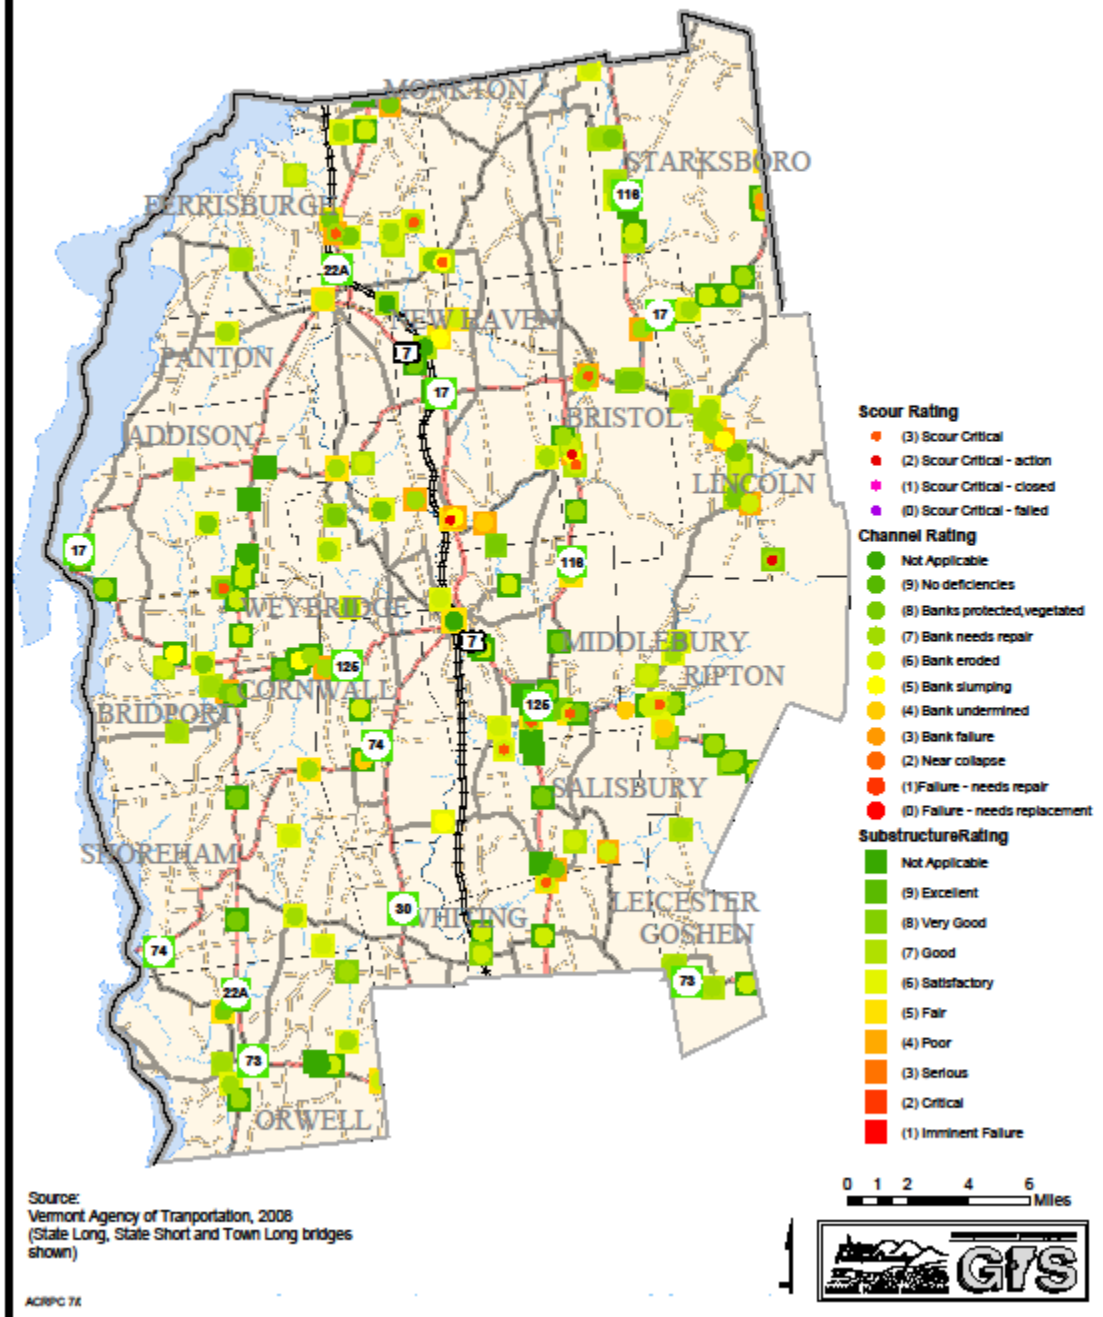 MONKTON
STARKSBORO
116
FERRISBURGH
22A
17
NEW HAVEN
7
PANTON
17
BRISTOL
ADDISON
LINCOLN
17
116
WEYBRIDGE
7
MIDDLEBURY
125
RIPTON
CORNWALL
125
BRIDPORT
74
SALISBURY
SHOREHAM
30
WHITING
LEICESTER
GOSHEN
74
73
22A
73
ORWELL
Scour Rating
(3) Scour Critical
(2) Scour Critical - action
(1) Scour Critical - closed
(0) Scour Critical - failed
Channel Rating
Not Applicable
(9) No deficiencies
(8) Banks protected,vegetated
(7) Bank needs repair
(6) Bank eroded
(5) Bank slumping
(4) Bank undermined
(3) Bank failure
(2) Near collapse
(1)Failure - needs repair
(0) Failure - needs replacement
SubstructureRating
Not Applicable
(9) Excellent
(8) Very Good
(7) Good
(6) Satisfactory
(5) Fair
(4) Poor
(3) Serious
(2) Critical
(1) Imminent Failure
0 1 2 4 6
Miles
Source:
Vermont Agency of Tranportation, 2008
(State Long, State Short and Town Long bridges
shown)
GIS
ACRPC